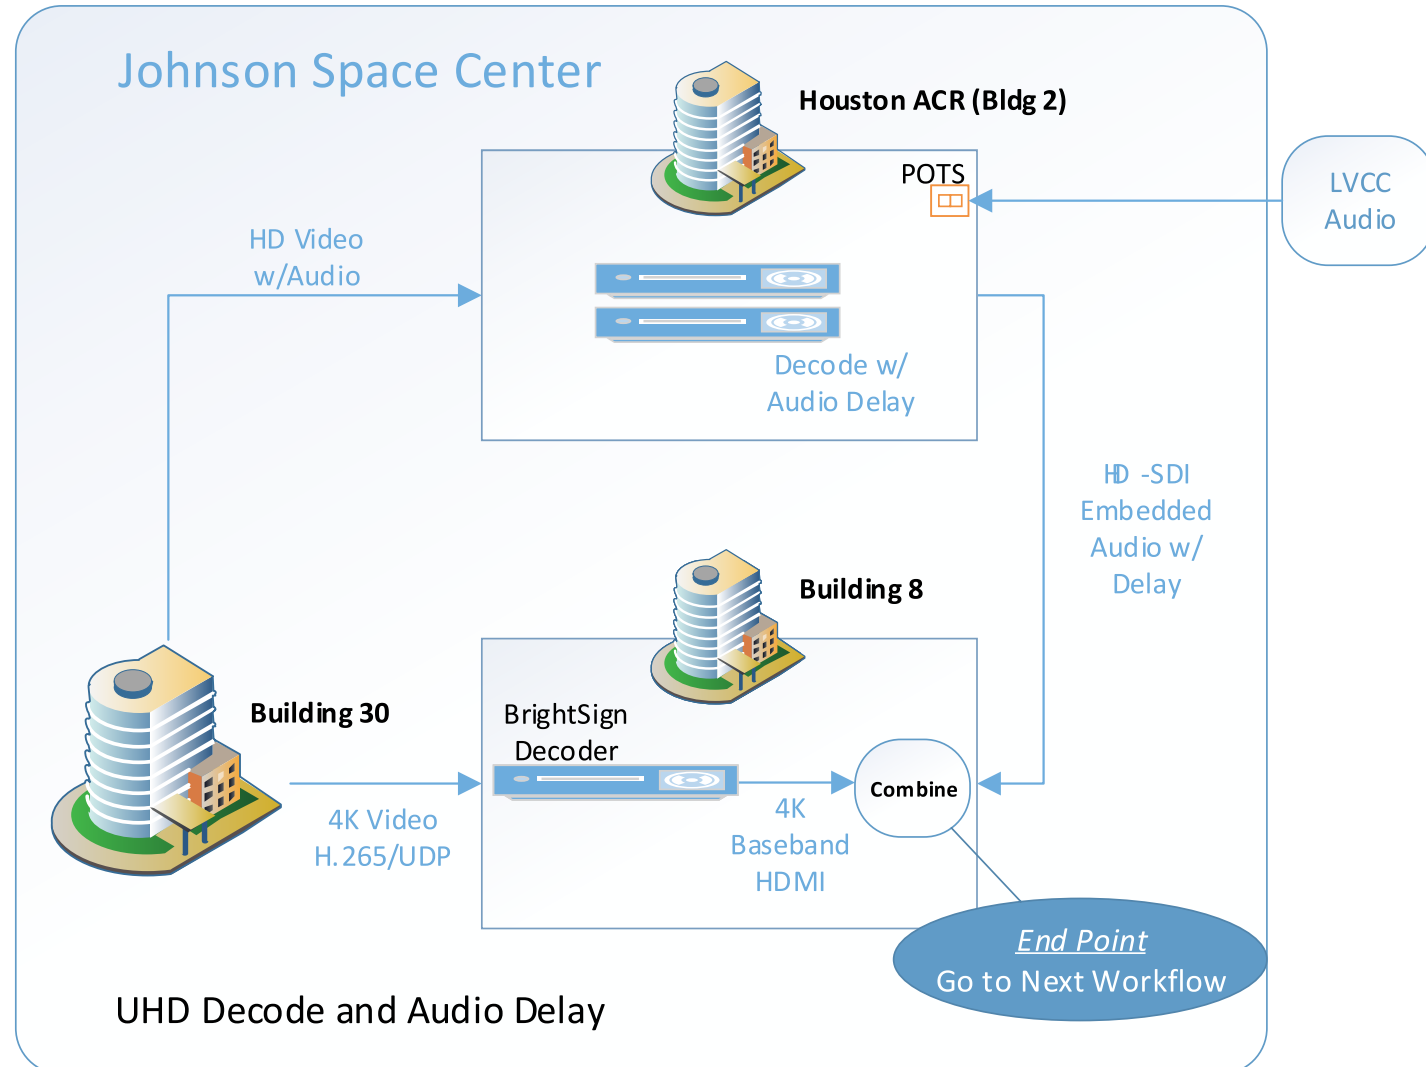 Johnson Space Center
Houston ACR (Bldg 2)
POTS
LVCC
Audio
HD Video
w/Audio
Decode w/
Audio Delay
HD -SDI
Embedded
Audio w/
Delay
Building 8
Building 30
BrightSign
Decoder
Combine
4K Video
H.265/UDP
4K
Baseband
HDMI
End Point
Go to Next Workflow
UHD Decode and Audio Delay